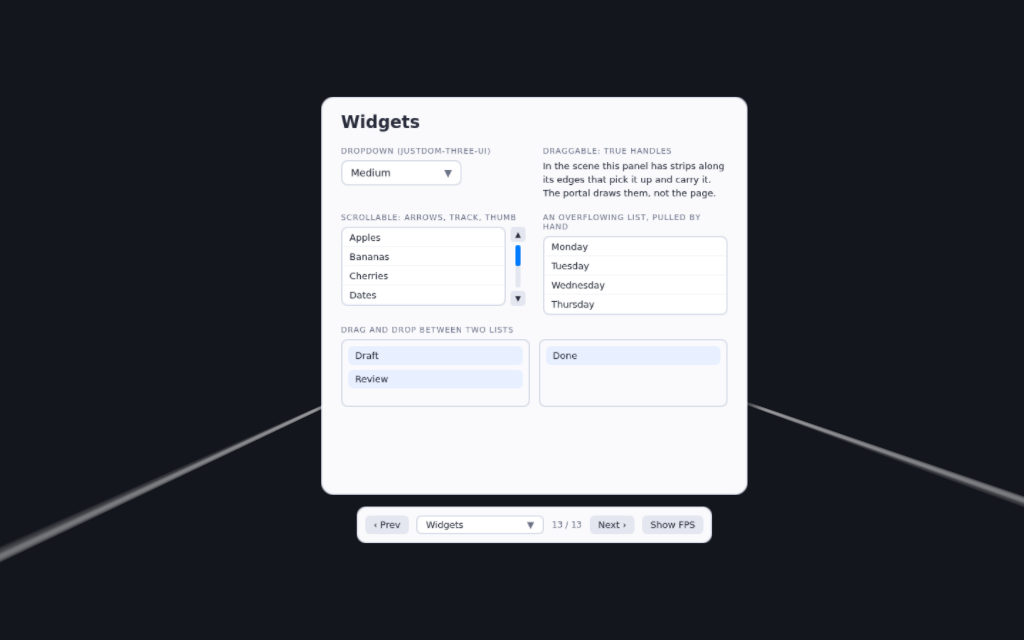 Widgets
DROPDOWN (JUSTDOM-THREE-UI)
Medium ▼
DRAGGABLE: TRUE HANDLES
In the scene this panel has strips along
its edges that pick it up and carry it.
The portal draws them, not the page.
SCROLLABLE: ARROWS, TRACK, THUMB
Apples
Bananas
Cherries
Dates
▲
▼
AN OVERFLOWING LIST, PULLED BY
HAND
Monday
Tuesday
Wednesday
Thursday
DRAG AND DROP BETWEEN TWO LISTS
Draft
Review
Done
‹ Prev
Widgets ▼
13 / 13
Next ›
Show FPS